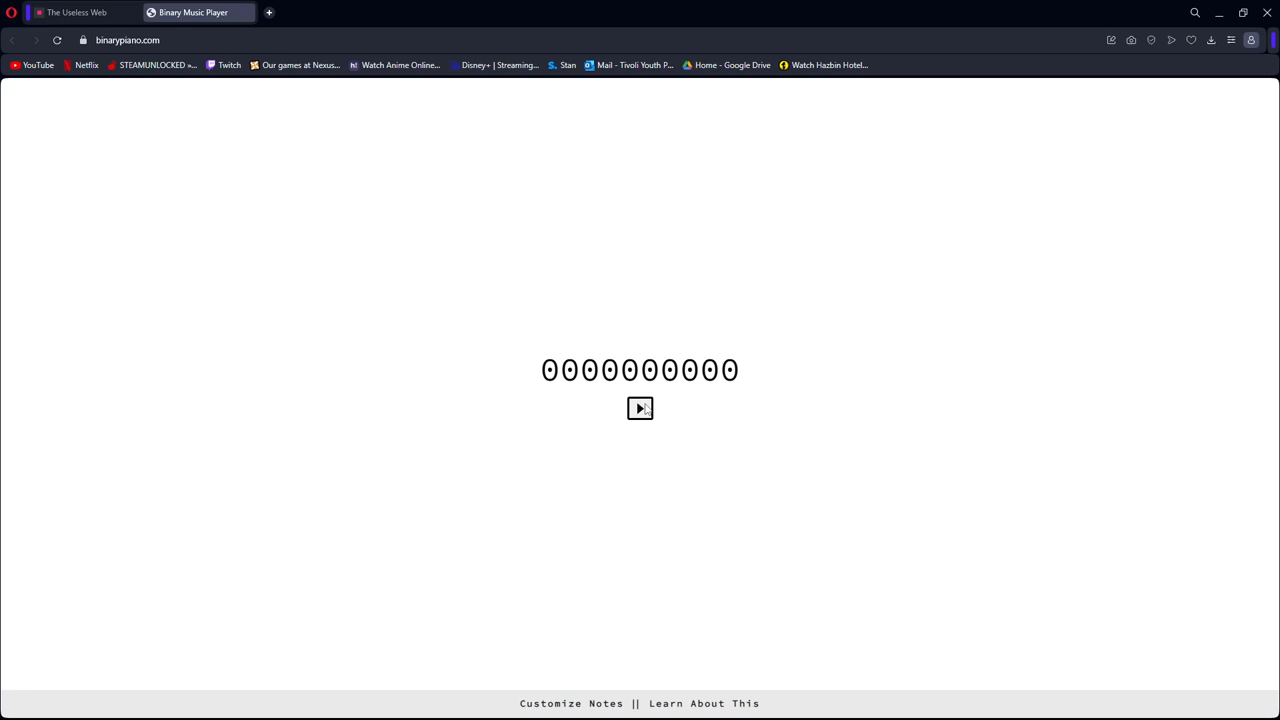 The Useless Web
Binary Music Player
binarypiano.com
YouTube
Netflix
STEAMUNLOCKED »...
Twitch
Our games at Nexus...
h!
Watch Anime Online...
Disney+ | Streaming...
S.
Stan
Mail - Tivoli Youth P...
Home - Google Drive
Watch Hazbin Hotel...
0000000000
Customize Notes || Learn About This